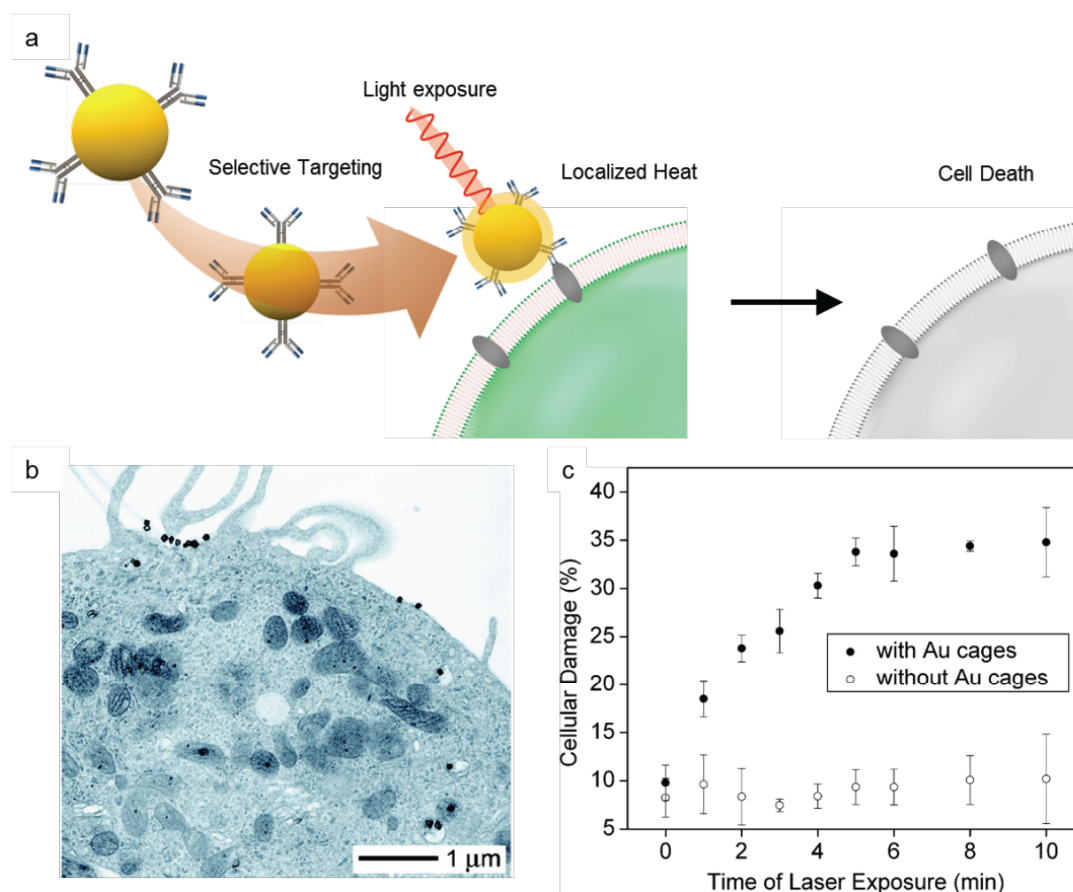 a
Light exposure
Selective Targeting
Localized Heat
Cell Death
b
1 μm
c
Cellular Damage (%)
40
35
30
25
20
15
10
5
with Au cages
without Au cages
0 2 4 6 8 10
Time of Laser Exposure (min)